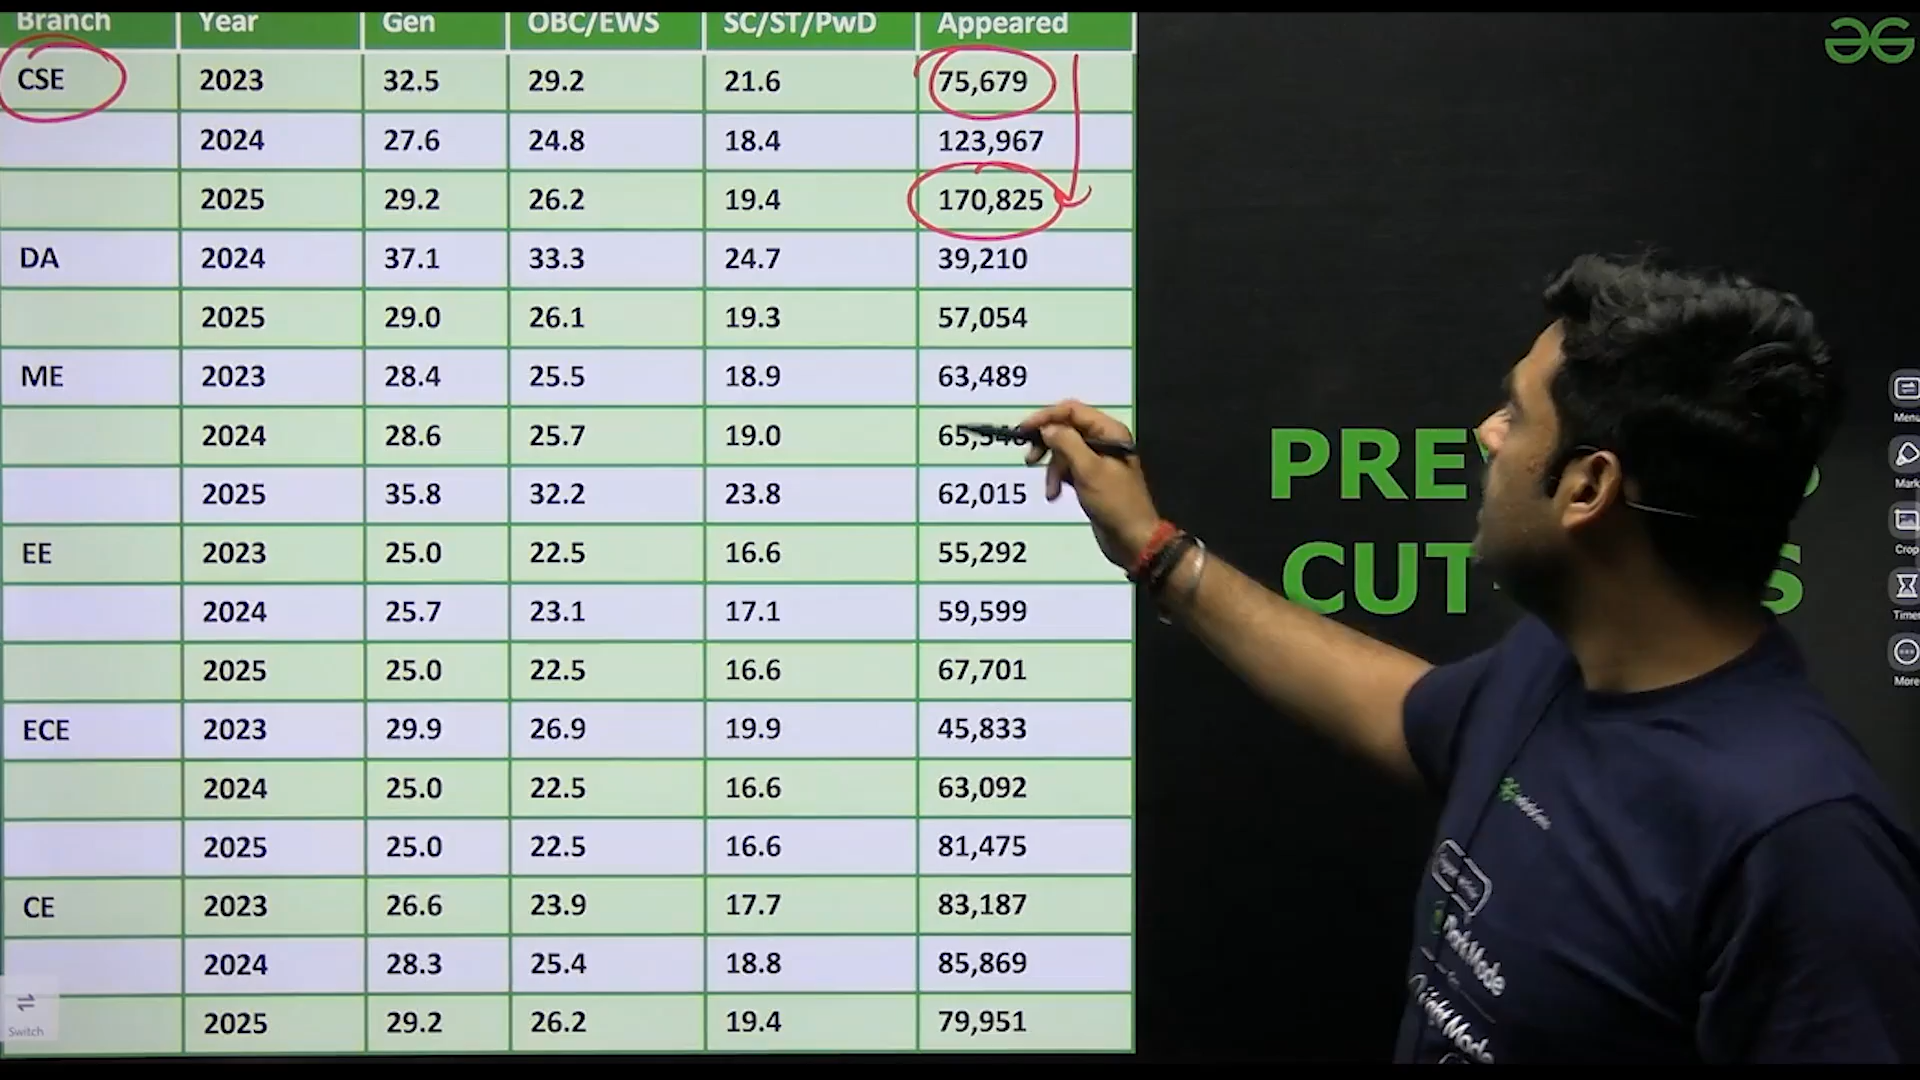 Branch Year Gen OBC/EWS SC/ST/PwD Appeared
CSE 2023 32.5 29.2 21.6 75,679
2024 27.6 24.8 18.4 123,967
2025 29.2 26.2 19.4 170,825
DA 2024 37.1 33.3 24.7 39,210
2025 29.0 26.1 19.3 57,054
ME 2023 28.4 25.5 18.9 63,489
2024 28.6 25.7 19.0
2025 35.8 32.2 23.8 62,015
EE 2023 25.0 22.5 16.6 55,292
2024 25.7 23.1 17.1 59,599
2025 25.0 22.5 16.6 67,701
ECE 2023 29.9 26.9 19.9 45,833
2024 25.0 22.5 16.6 63,092
2025 25.0 22.5 16.6 81,475
CE 2023 26.6 23.9 17.7 83,187
2024 28.3 25.4 18.8 85,869
2025 29.2 26.2 19.4 79,951
Switch
PRE
CUT
Menu
Mark
Crop
Timer
More
DarkMode
LightMode